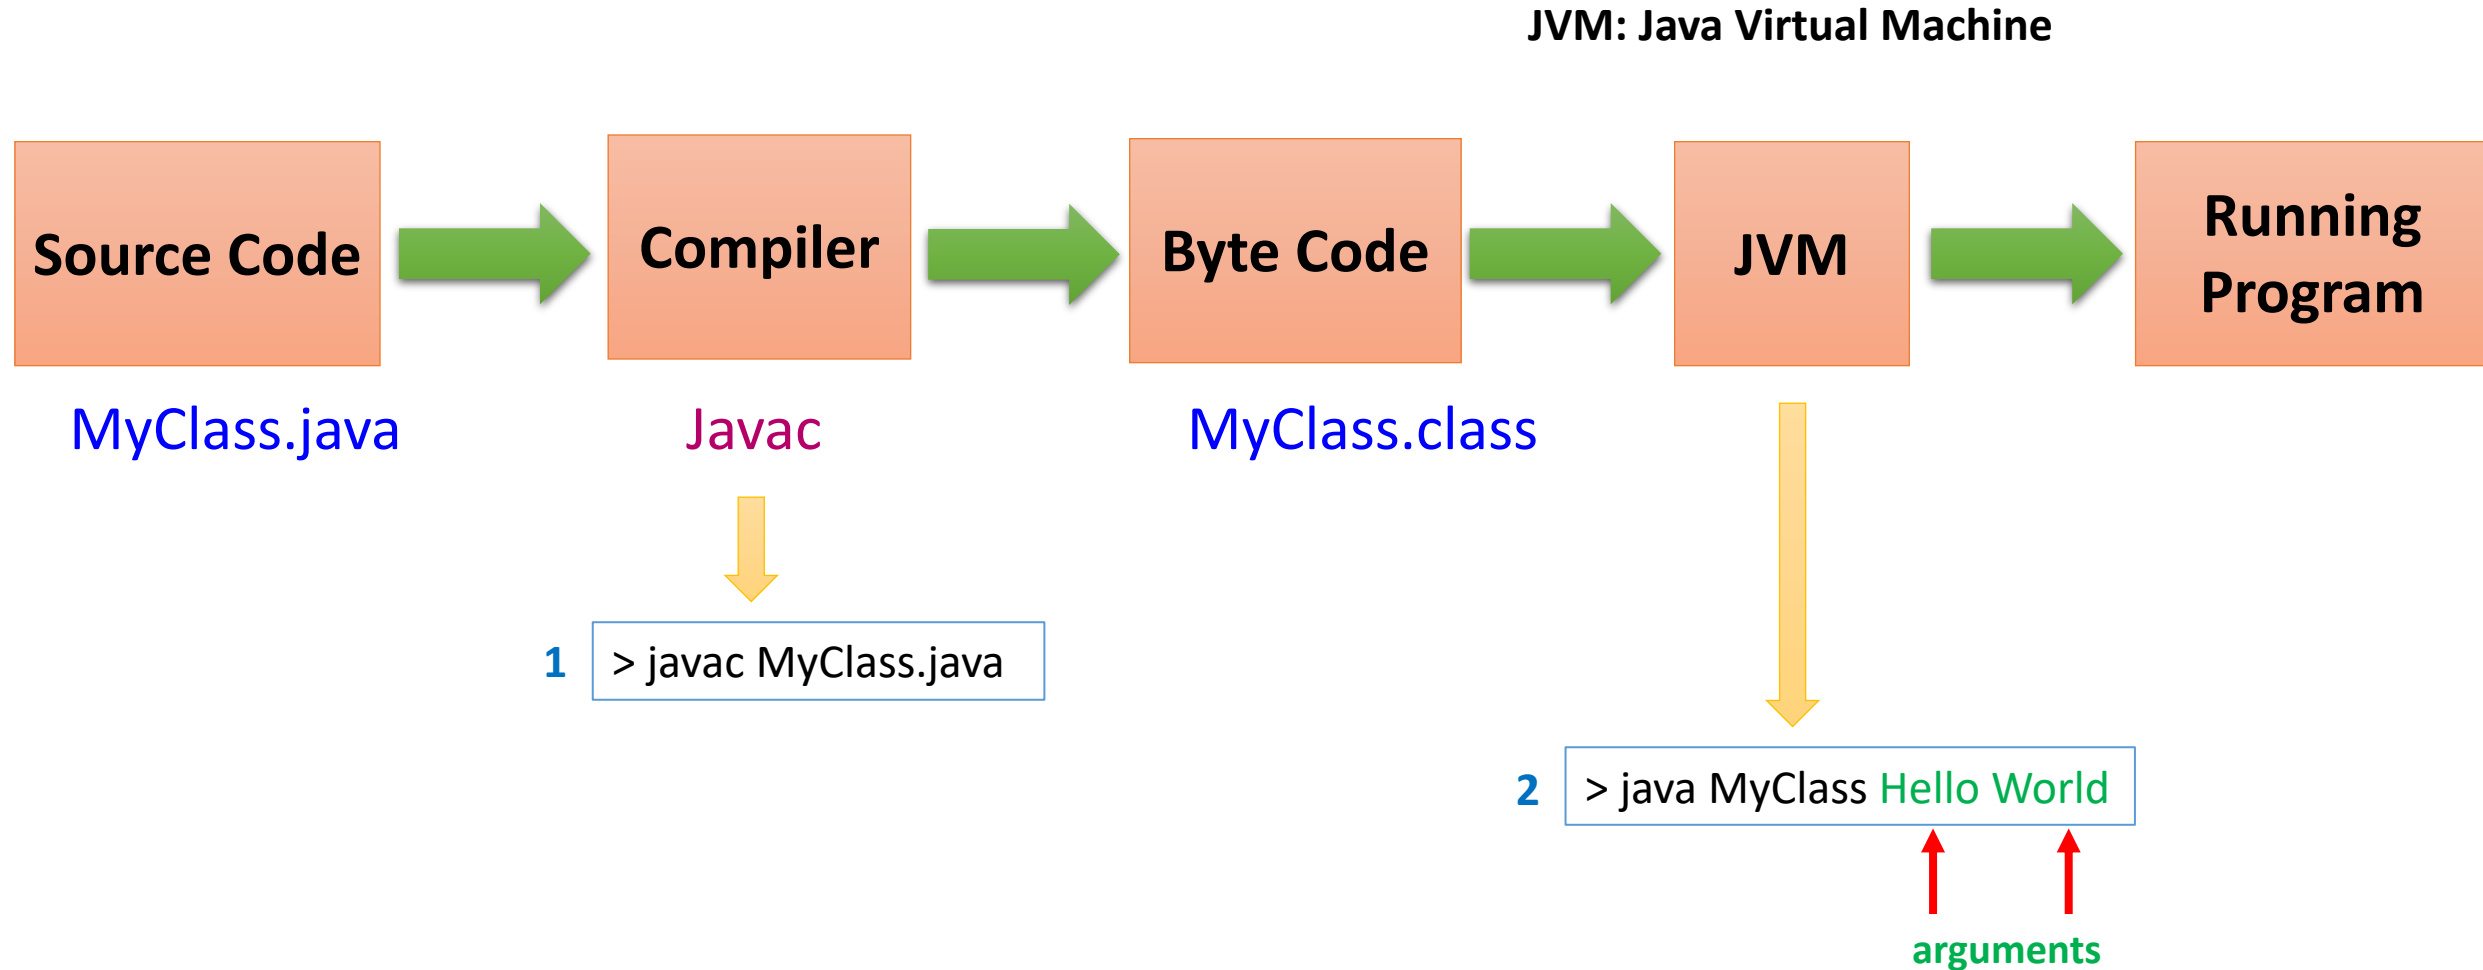 JVM: Java Virtual Machine
Source Code
Compiler
Byte Code
JVM
Running
Program
MyClass.java
Javac
MyClass.class
1
> javac MyClass.java
2
> java MyClass Hello World
arguments